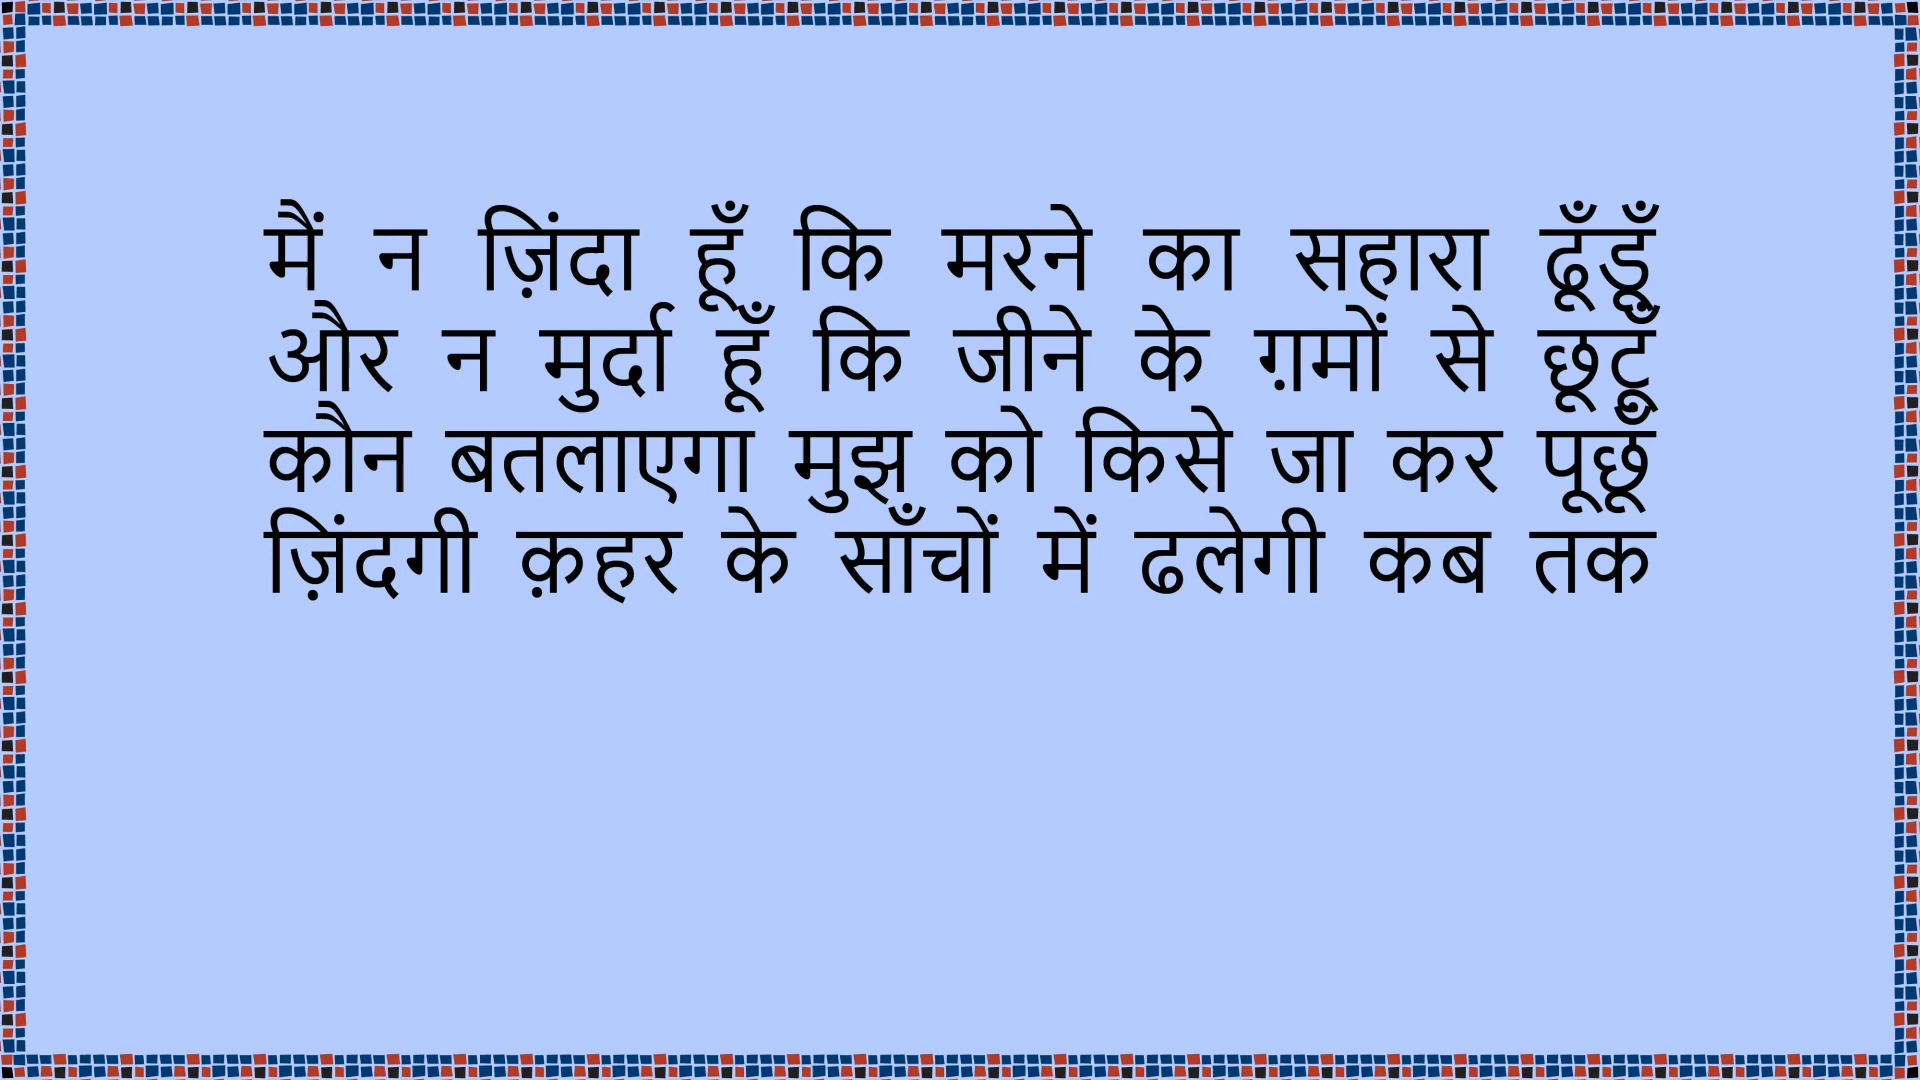 मैं न ज़िंदा हूँ कि मरने का सहारा ढूँडूँ
और न मुर्दा हूँ कि जीने के ग़मों से छूटूँ
कौन बतलाएगा मुझ को किसे जा कर पूछूँ
ज़िंदगी क़हर के साँचों में ढलेगी कब तक